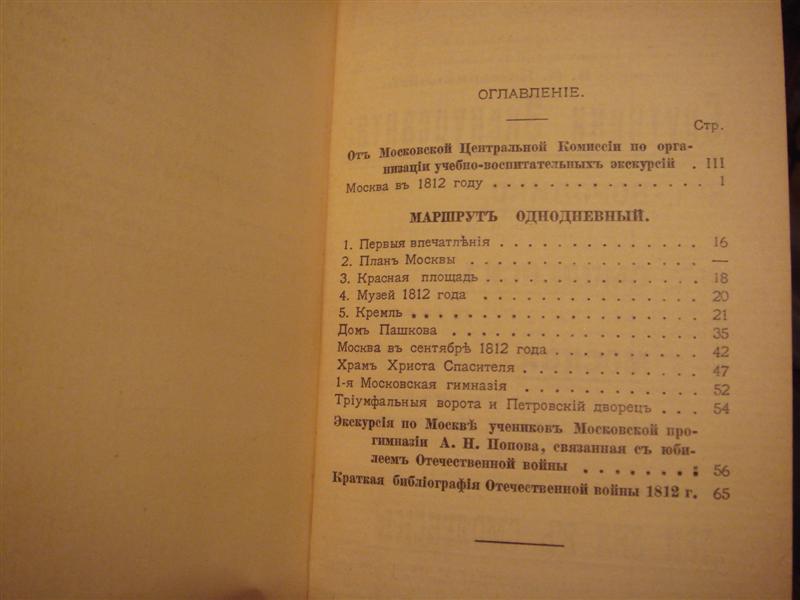 ОГЛАВЛЕНІЕ.
Стр.
Отъ Московской Центральной Комиссіи по орга-
низаціи учебно-воспитательныхъ экскурсій . III
Москва въ 1812 году . . . . . . . . . . . . . . . 1
МАРШРУТЪ ОДНОДНЕВНЫЙ.
1. Первыя впечатлѣнія . . . . . . . . . . . . . . 16
2. Планъ Москвы . . . . . . . . . . . . . . . —
3. Красная площадь . . . . . . . . . . . . . . . 18
4. Музей 1812 года . . . . . . . . . . . . . . . 20
5. Кремль . . . . . . . . . . . . . . . . . . . 21
Домъ Пашкова . . . . . . . . . . . . . . . . . 35
Москва въ сентябрѣ 1812 года . . . . . . . . . . 42
Храмъ Христа Спасителя . . . . . . . . . . . . 47
1-я Московская гимназія . . . . . . . . . . . . 52
Тріумфальныя ворота и Петровскій дворецъ . . . 54
Экскурсія по Москвѣ учениковъ Московской про-
гимназіи А. Н. Попова, связанная съ юби-
леемъ Отечественной войны . . . . . . . 56
Краткая библіографія Отечественной войны 1812 г. 65